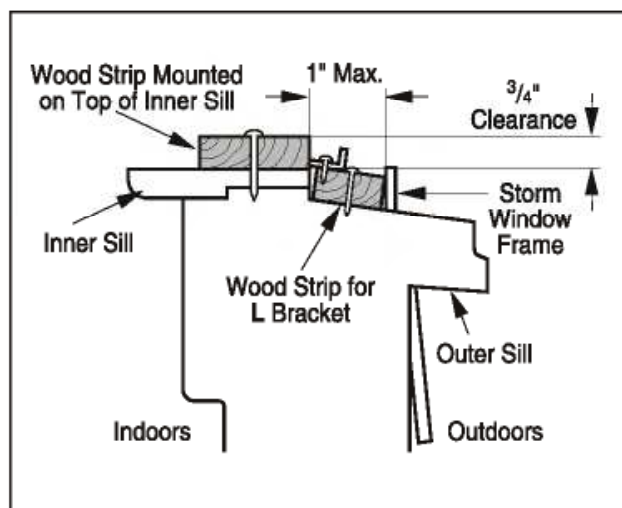 Wood Strip Mounted
on Top of Inner Sill
1" Max.
3/4"
Clearance
Inner Sill
Storm
Window
Frame
Wood Strip for
L Bracket
Outer Sill
Indoors
Outdoors